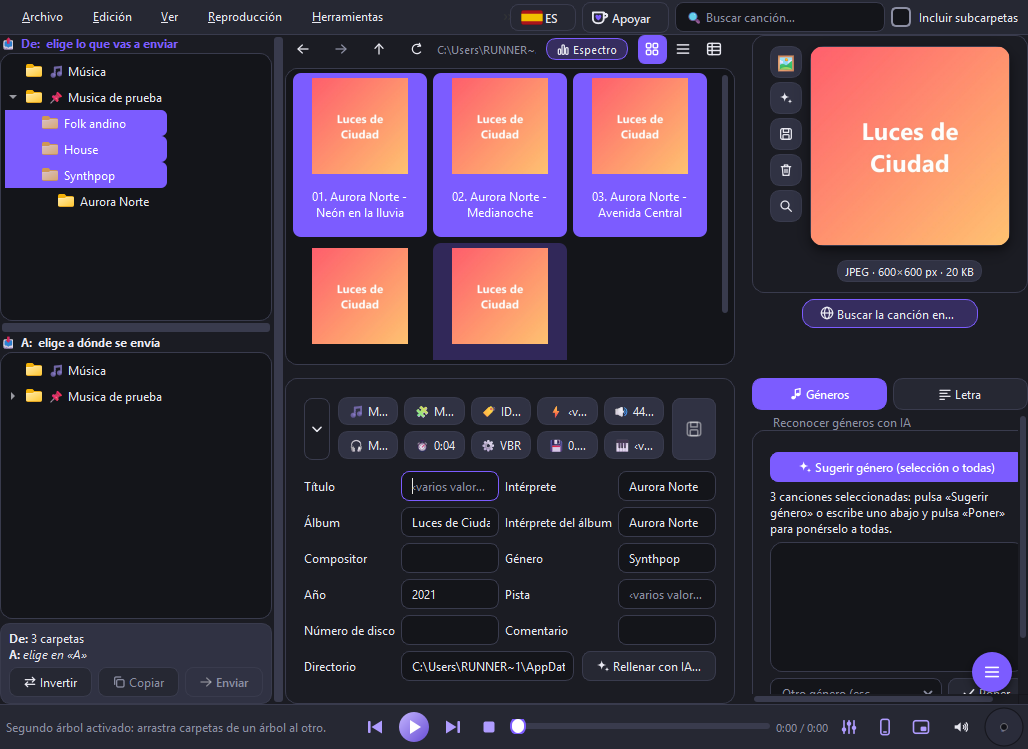 Archivo Edición Ver Reproducción Herramientas ES Apoyar Buscar canción... Incluir subcarpetas
De: elige lo que vas a enviar
Música
Musica de prueba
Folk andino
House
Synthpop
Aurora Norte
A: elige a dónde se envía
Música
Musica de prueba
De: 3 carpetas
A: elige en «A»
Invertir Copiar Enviar
C:\Users\RUNNER~ Espectro
Luces de
Ciudad
Luces de
Ciudad
Luces de
Ciudad
01. Aurora Norte -
Neón en la lluvia
02. Aurora Norte -
Medianoche
03. Aurora Norte -
Avenida Central
Luces de
Ciudad
Luces de
Ciudad
M... M... ID... ‹v... 44...
M... 0:04 VBR 0.... ‹v...
Título ‹varios valor... Intérprete Aurora Norte
Álbum Luces de Ciuda Intérprete del álbum Aurora Norte
Compositor Género Synthpop
Año 2021 Pista ‹varios valor...
Número de disco Comentario
Directorio C:\Users\RUNNER~1\AppDat Rellenar con IA...
Luces de
Ciudad
JPEG · 600×600 px · 20 KB
Buscar la canción en...
Géneros Letra
Reconocer géneros con IA
Sugerir género (selección o todas)
3 canciones seleccionadas: pulsa «Sugerir
género» o escribe uno abajo y pulsa «Poner»
para ponérselo a todas.
Otro género (esc... Poner
Segundo árbol activado: arrastra carpetas de un árbol al otro. 0:00 / 0:00